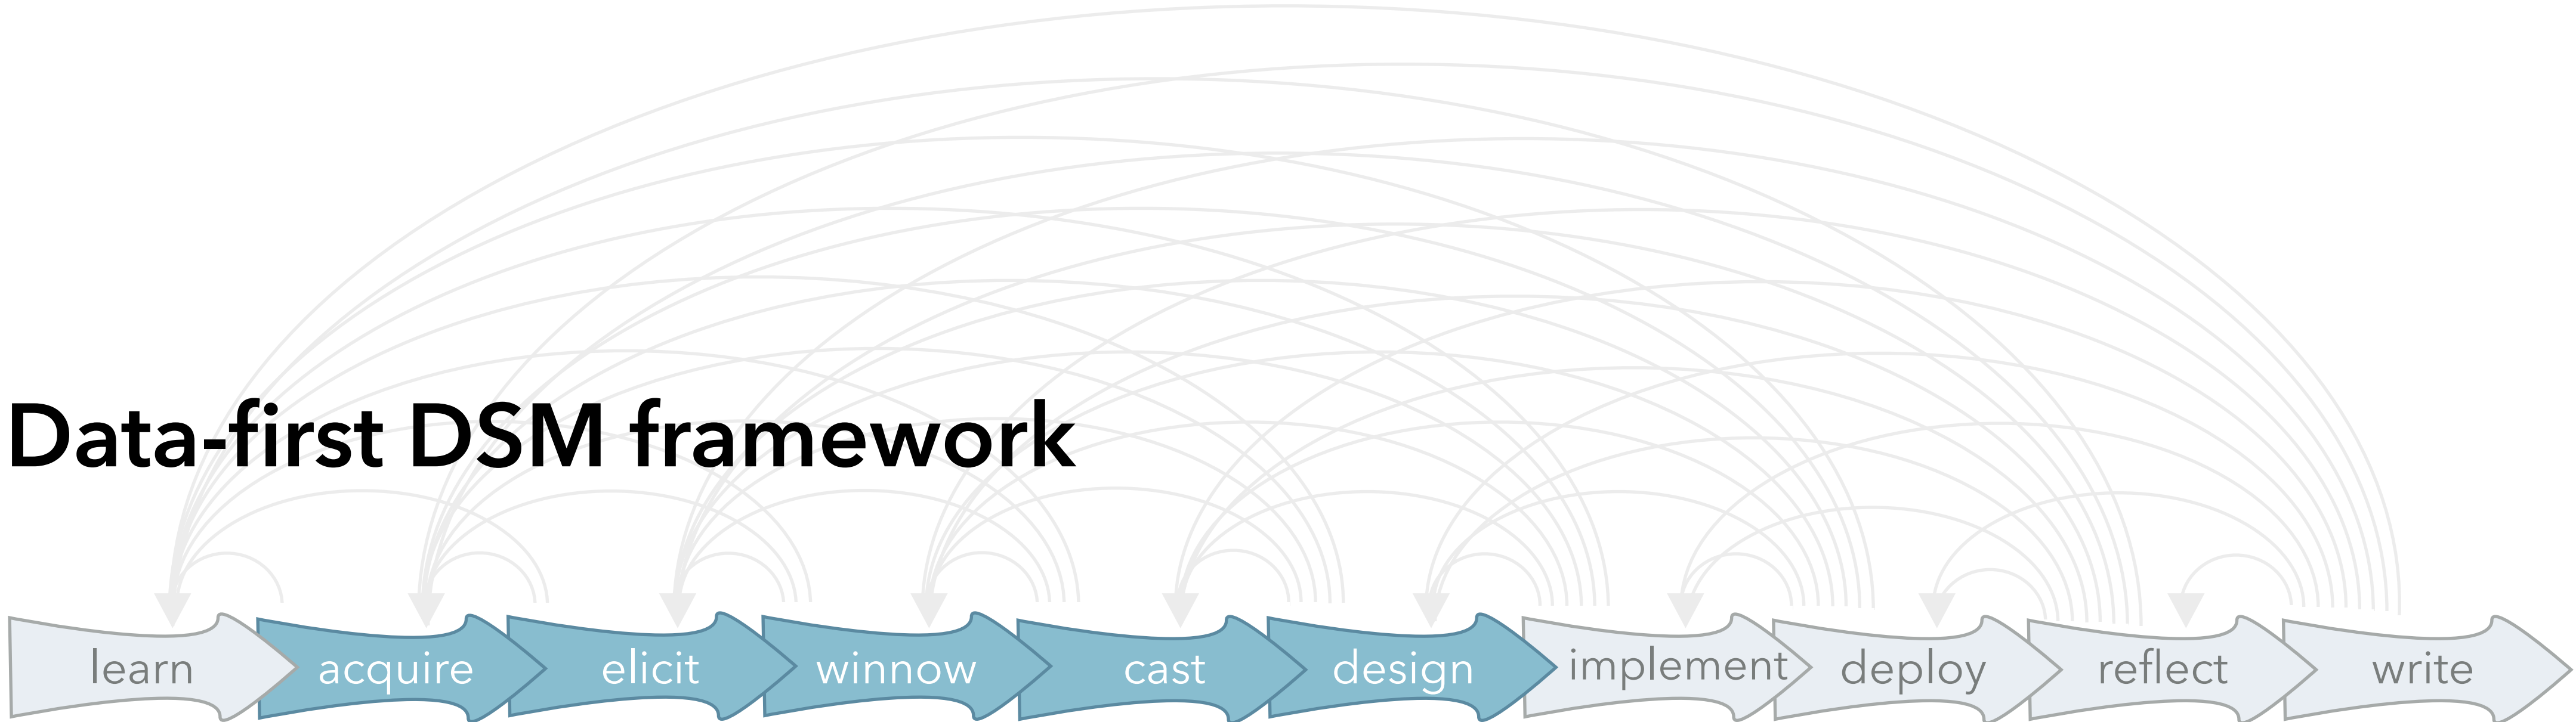 Data-first DSM framework
learn acquire elicit winnow cast design implement deploy reflect write